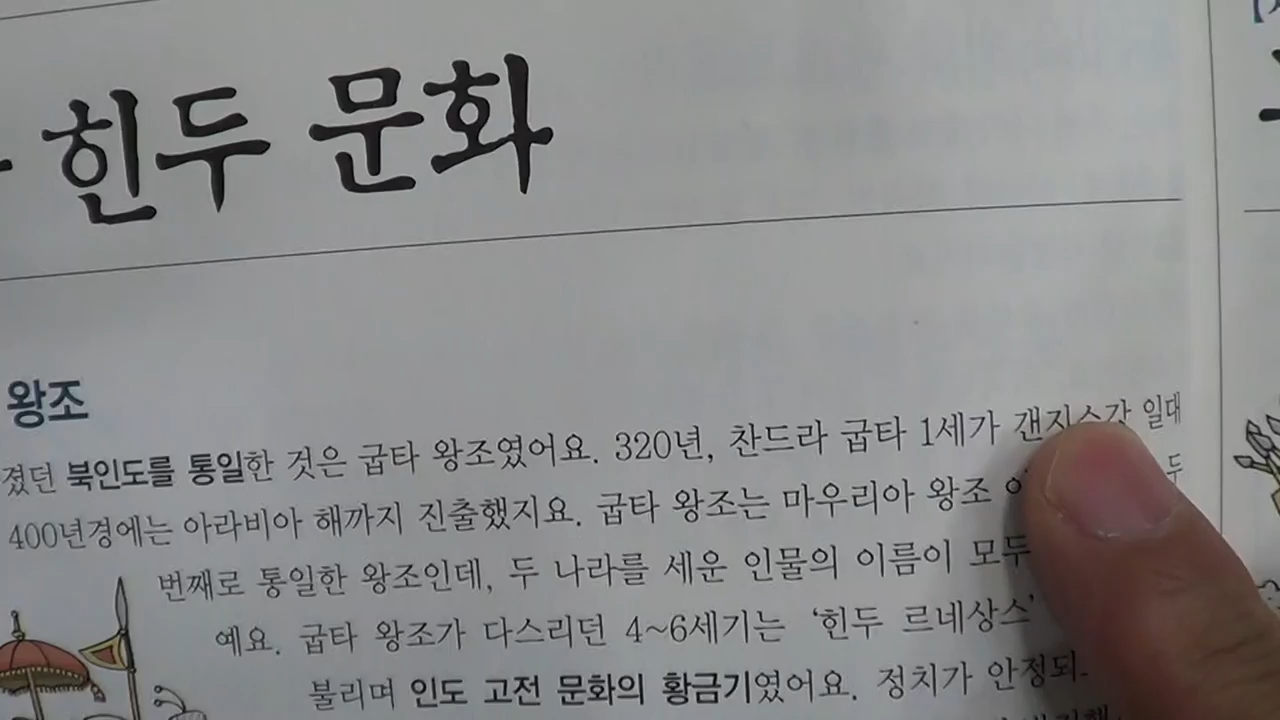 힌두 문화
왕조
졌던 북인도를 통일한 것은 굽타 왕조였어요. 320년, 찬드라 굽타 1세가 갠지스강 일대
400년경에는 아라비아 해까지 진출했지요. 굽타 왕조는 마우리아 왕조 두
번째로 통일한 왕조인데, 두 나라를 세운 인물의 이름이 모두
예요. 굽타 왕조가 다스리던 4~6세기는 ‘힌두 르네상스’
불리며 인도 고전 문화의 황금기였어요. 정치가 안정되